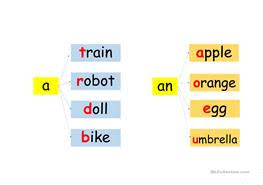 a
train
robot
doll
bike
an
apple
orange
egg
umbrella